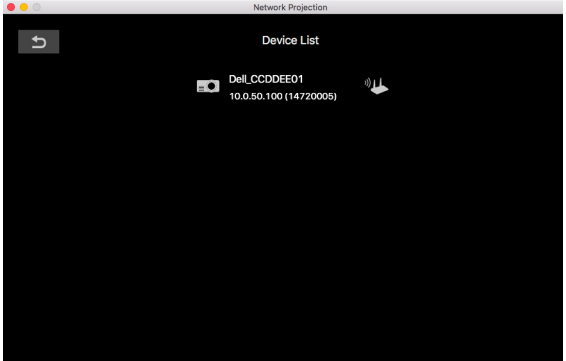 Network Projection
Device List
Dell_CCDDEE01
10.0.50.100 (14720005)